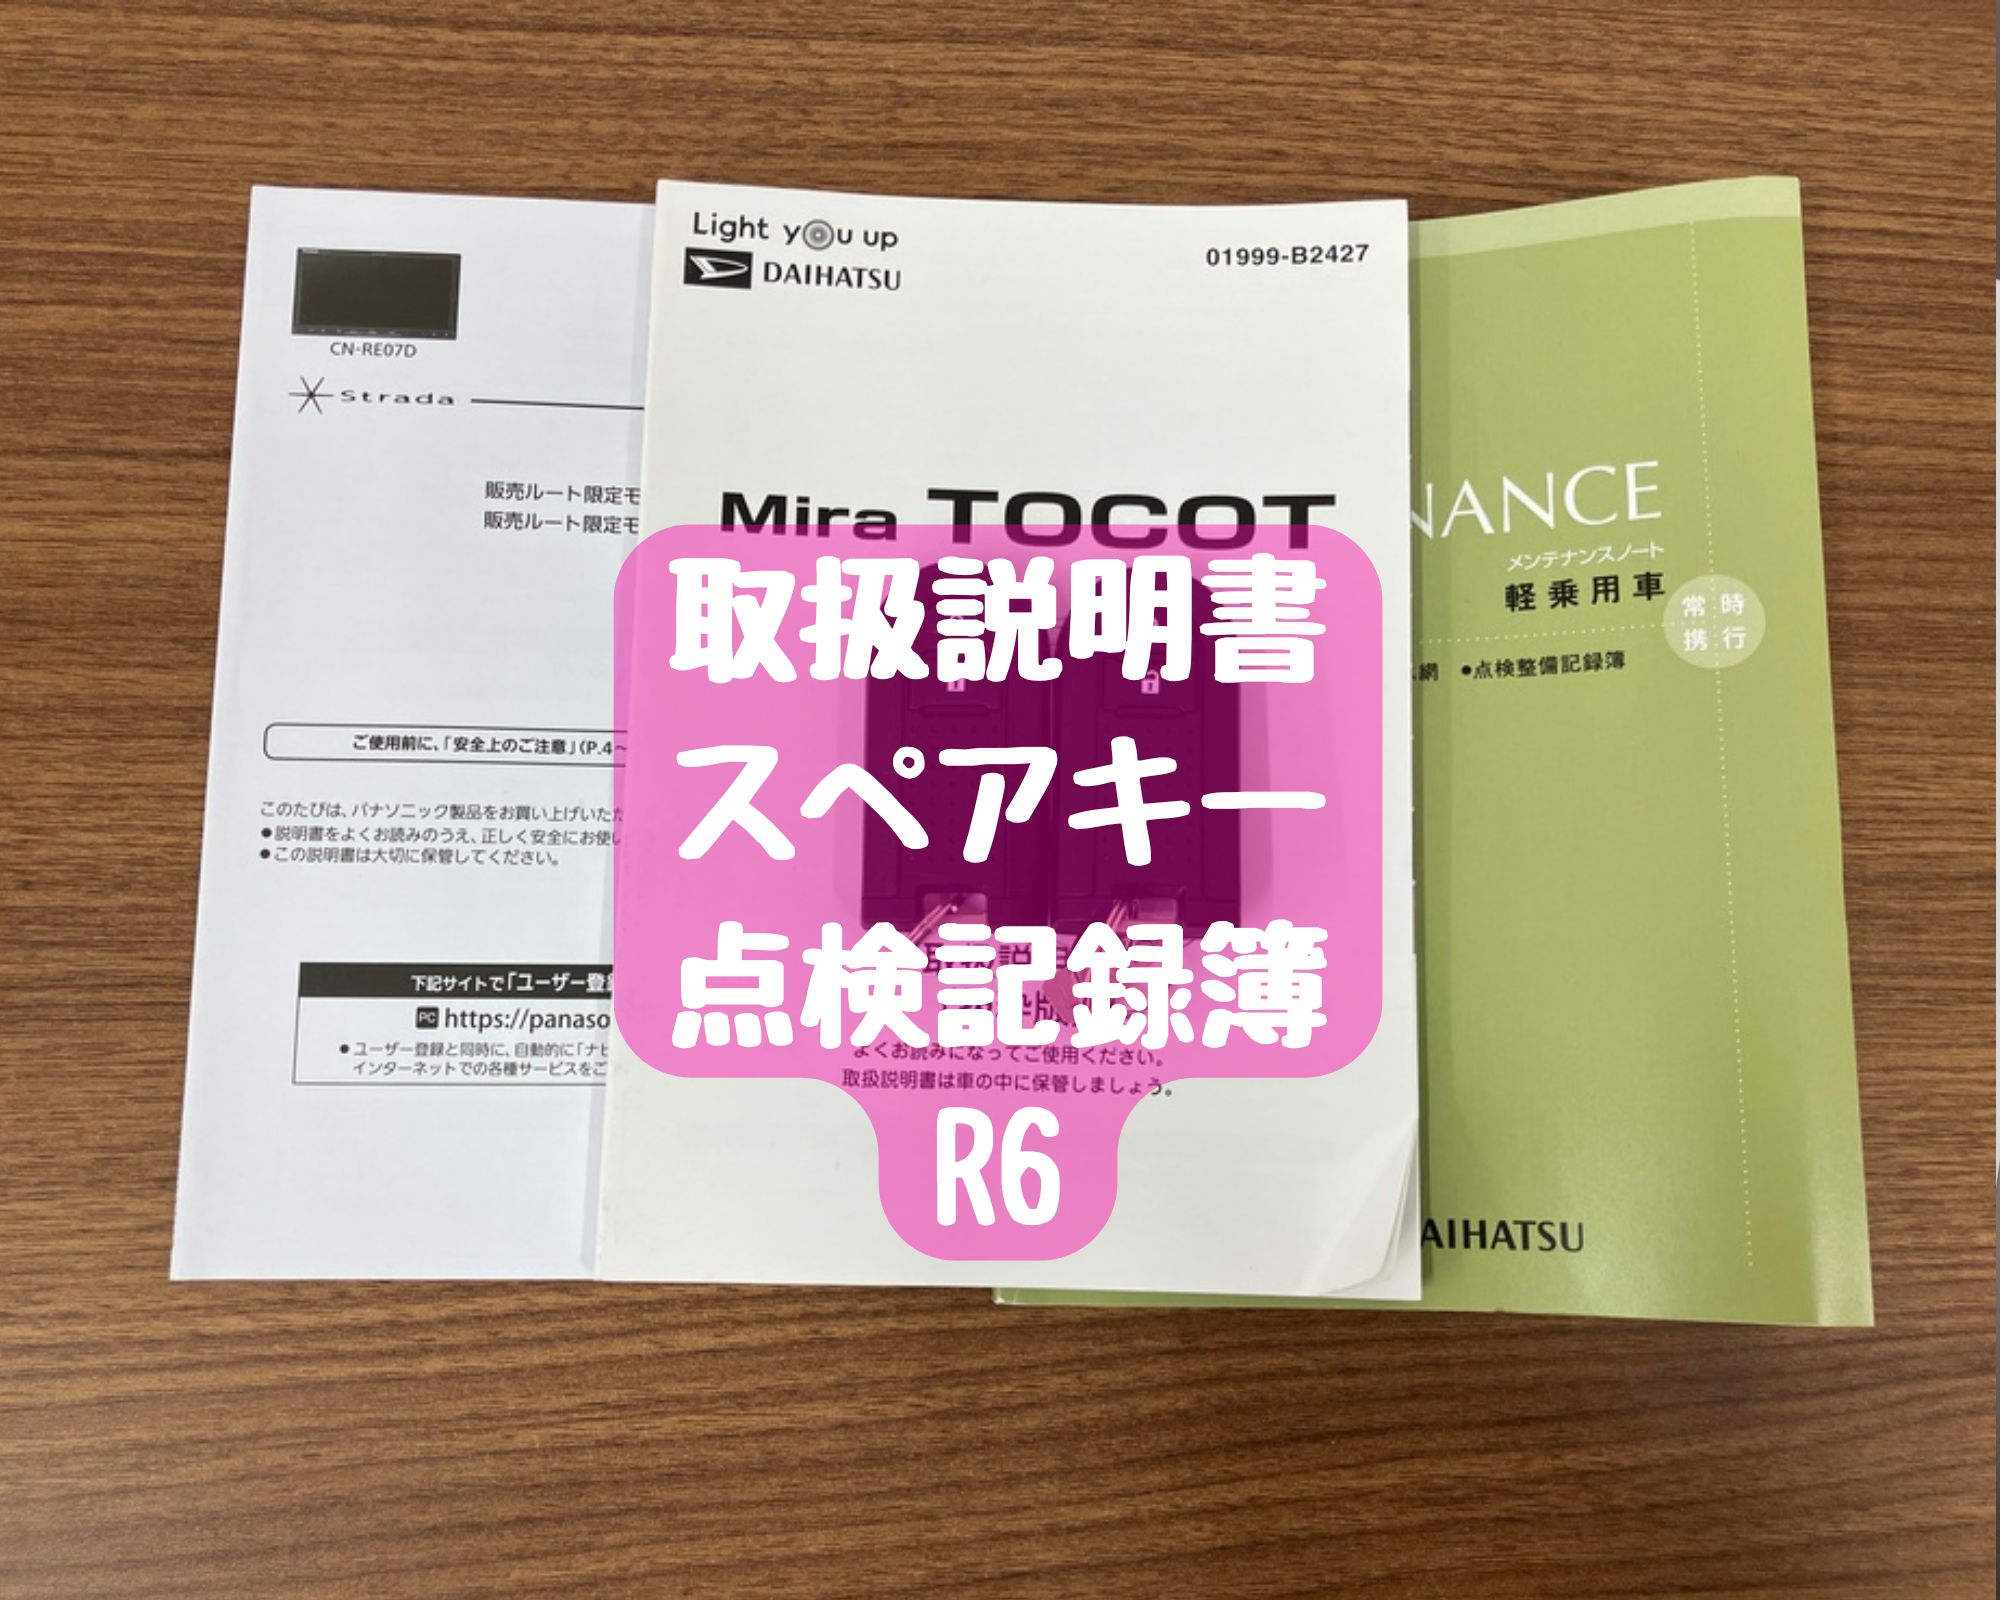 CN-RE07D
Strada
販売ルート限定モ
販売ルート限定モ
ご使用前に、「安全上のご注意」(P.4～
このたびは、パナソニック製品をお買い上げいただ
●説明書をよくお読みのうえ、正しく安全にお使い
●この説明書は大切に保管してください。
下記サイトで「ユーザー登録
PC https://panaso
●ユーザー登録と同時に、自動的に「ナビ
インターネットでの各種サービスをご
Light you up
DAIHATSU
01999-B2427
Mira TOCOT
取扱説明書
スペアキー
点検記録簿
R6
よくお読みになってご使用ください。
取扱説明書は車の中に保管しましょう。
NANCE
メンテナンスノート
軽乗用車
常時
携行
網 ●点検整備記録簿
AIHATSU